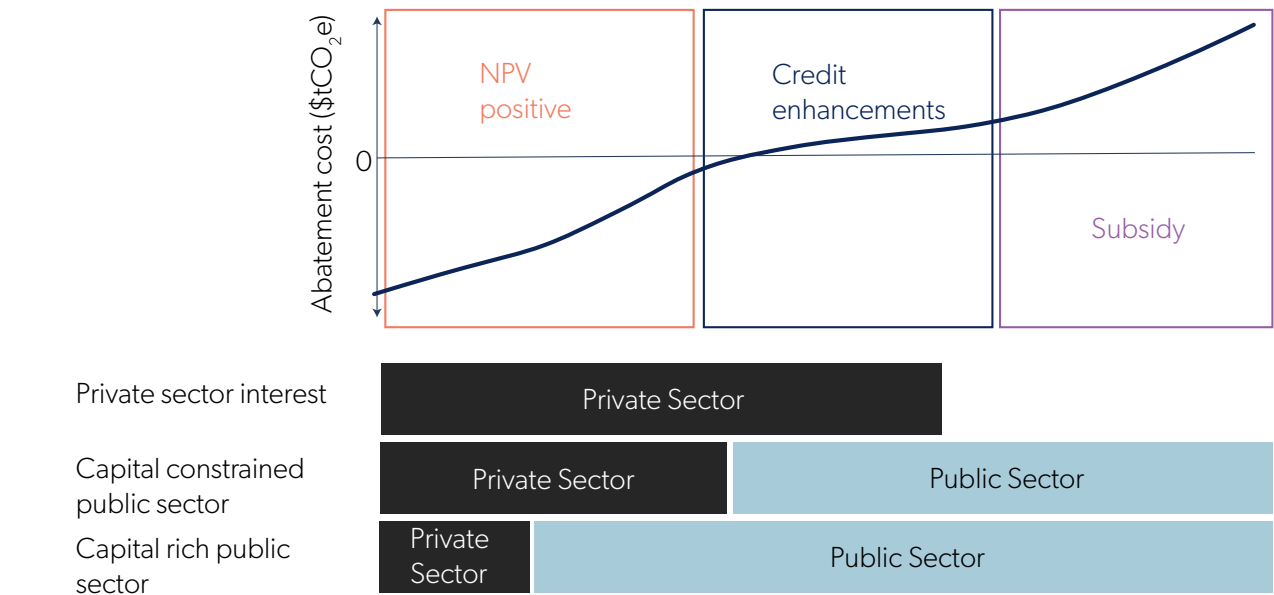 Abatement cost ($tCO₂e)
0
NPV
positive
Credit
enhancements
Subsidy
Private sector interest
Private Sector
Capital constrained
public sector
Private Sector
Public Sector
Capital rich public
sector
Private
Sector
Public Sector